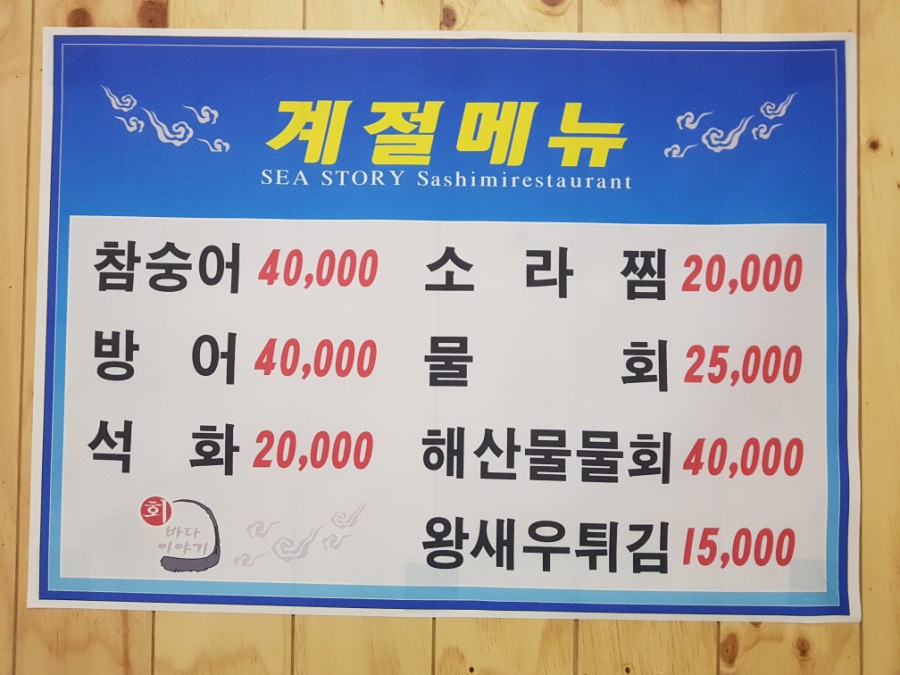 계절메뉴
SEA STORY Sashimirestaurant
참숭어 40,000
방어 40,000
석화 20,000
소라찜 20,000
물회 25,000
해산물물회 40,000
왕새우튀김 15,000
회
바다
이야기